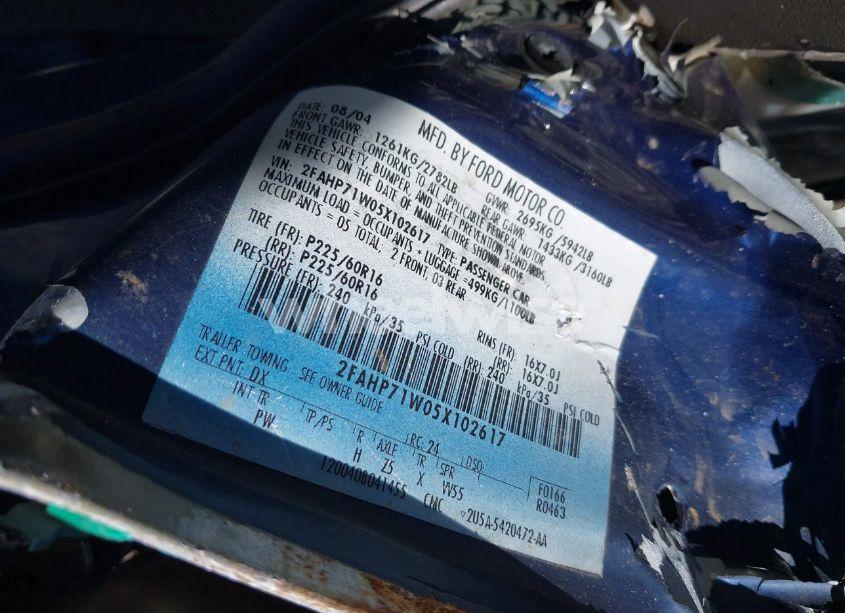 MFD. BY FORD MOTOR CO.
DATE: 08/04 GVWR: 2695KG/5942LB
FRONT GAWR: 1261KG/2782LB REAR GAWR: 1433KG/3160LB
THIS VEHICLE CONFORMS TO ALL APPLICABLE FEDERAL MOTOR
VEHICLE SAFETY, BUMPER, AND THEFT PREVENTION STANDARDS
IN EFFECT ON THE DATE OF MANUFACTURE SHOWN ABOVE.
VIN: 2FAHP71W05X102617 TYPE: PASSENGER CAR
MAXIMUM LOAD = OCCUPANTS + LUGGAGE =499KG/1100LB
OCCUPANTS = 05 TOTAL: 2 FRONT, 03 REAR
TIRE (FR): P225/60R16 RIMS (FR): 16X7.0J
(RR): P225/60R16 (RR): 16X7.0J
PRESSURE (FR): 240 kPa/35 PSI COLD (RR): 240 kPa/35 PSI COLD
2FAHP71W05X102617
TRAILER TOWING: SEE OWNER GUIDE
EXT PNT: DX RC: 24 DSO: F0166
INT TR TP/PS R AXLE TR SPR R0463
PW H Z5 X VV55
1200408041455 CMC 2U5A-5420472-AA